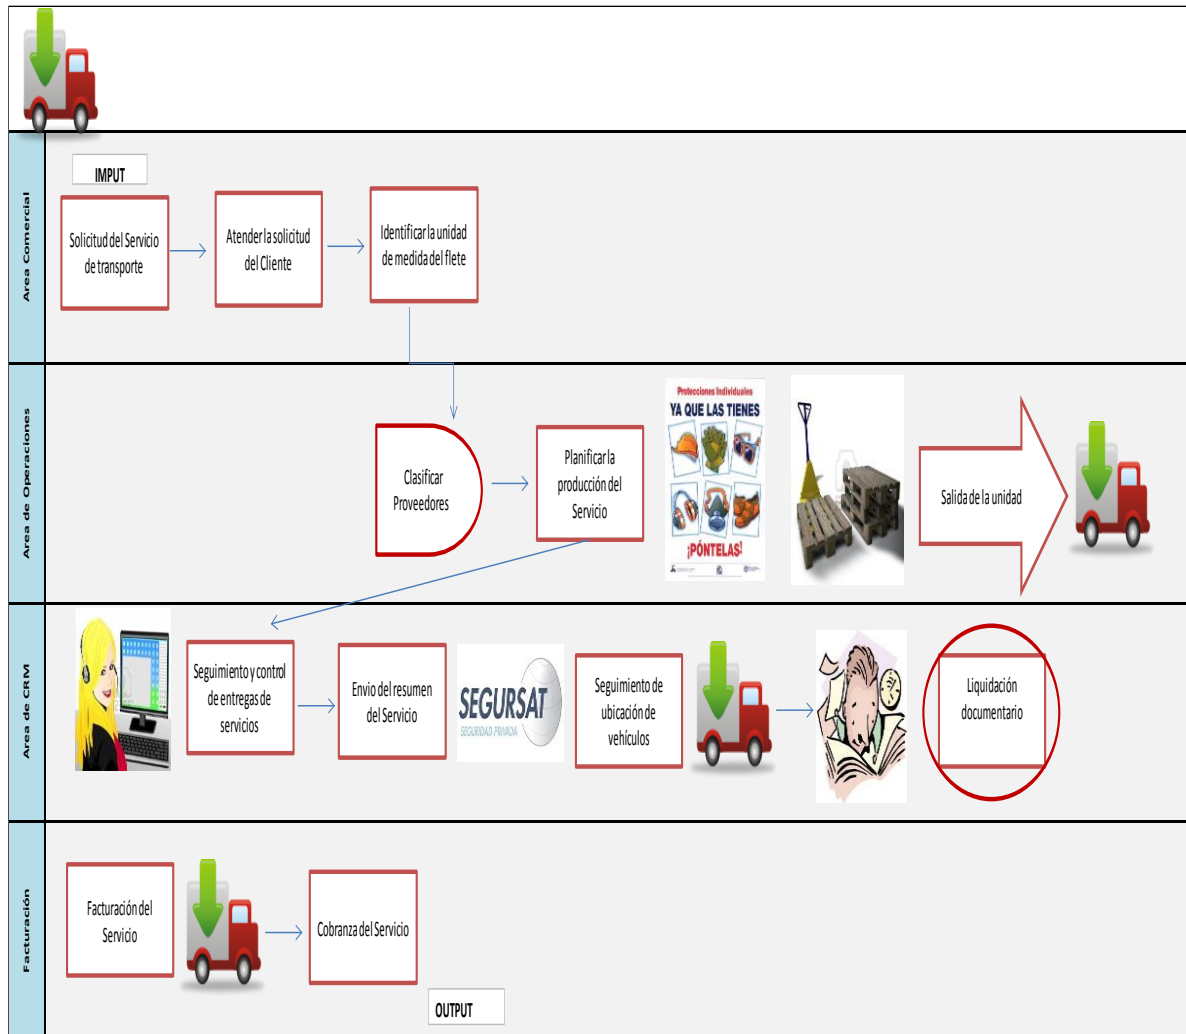 Area Comercial
IMPUT
Solicitud del Servicio
de transporte
Atender la solicitud
del Cliente
Identificar la unidad
de medida del flete
Area de Operaciones
Clasificar
Proveedores
Planificar la
producción del
Servicio
Protecciones Individuales
YA QUE LAS TIENES
¡PÓNTELAS!
Salida de la unidad
Area de CRM
Seguimiento y control
de entregas de
servicios
Envio del resumen
del Servicio
SEGURSAT
SEGURIDAD PRIVADA
Seguimiento de
ubicación de
vehículos
Liquidación
documentario
Facturación
Facturación del
Servicio
Cobranza del Servicio
OUTPUT